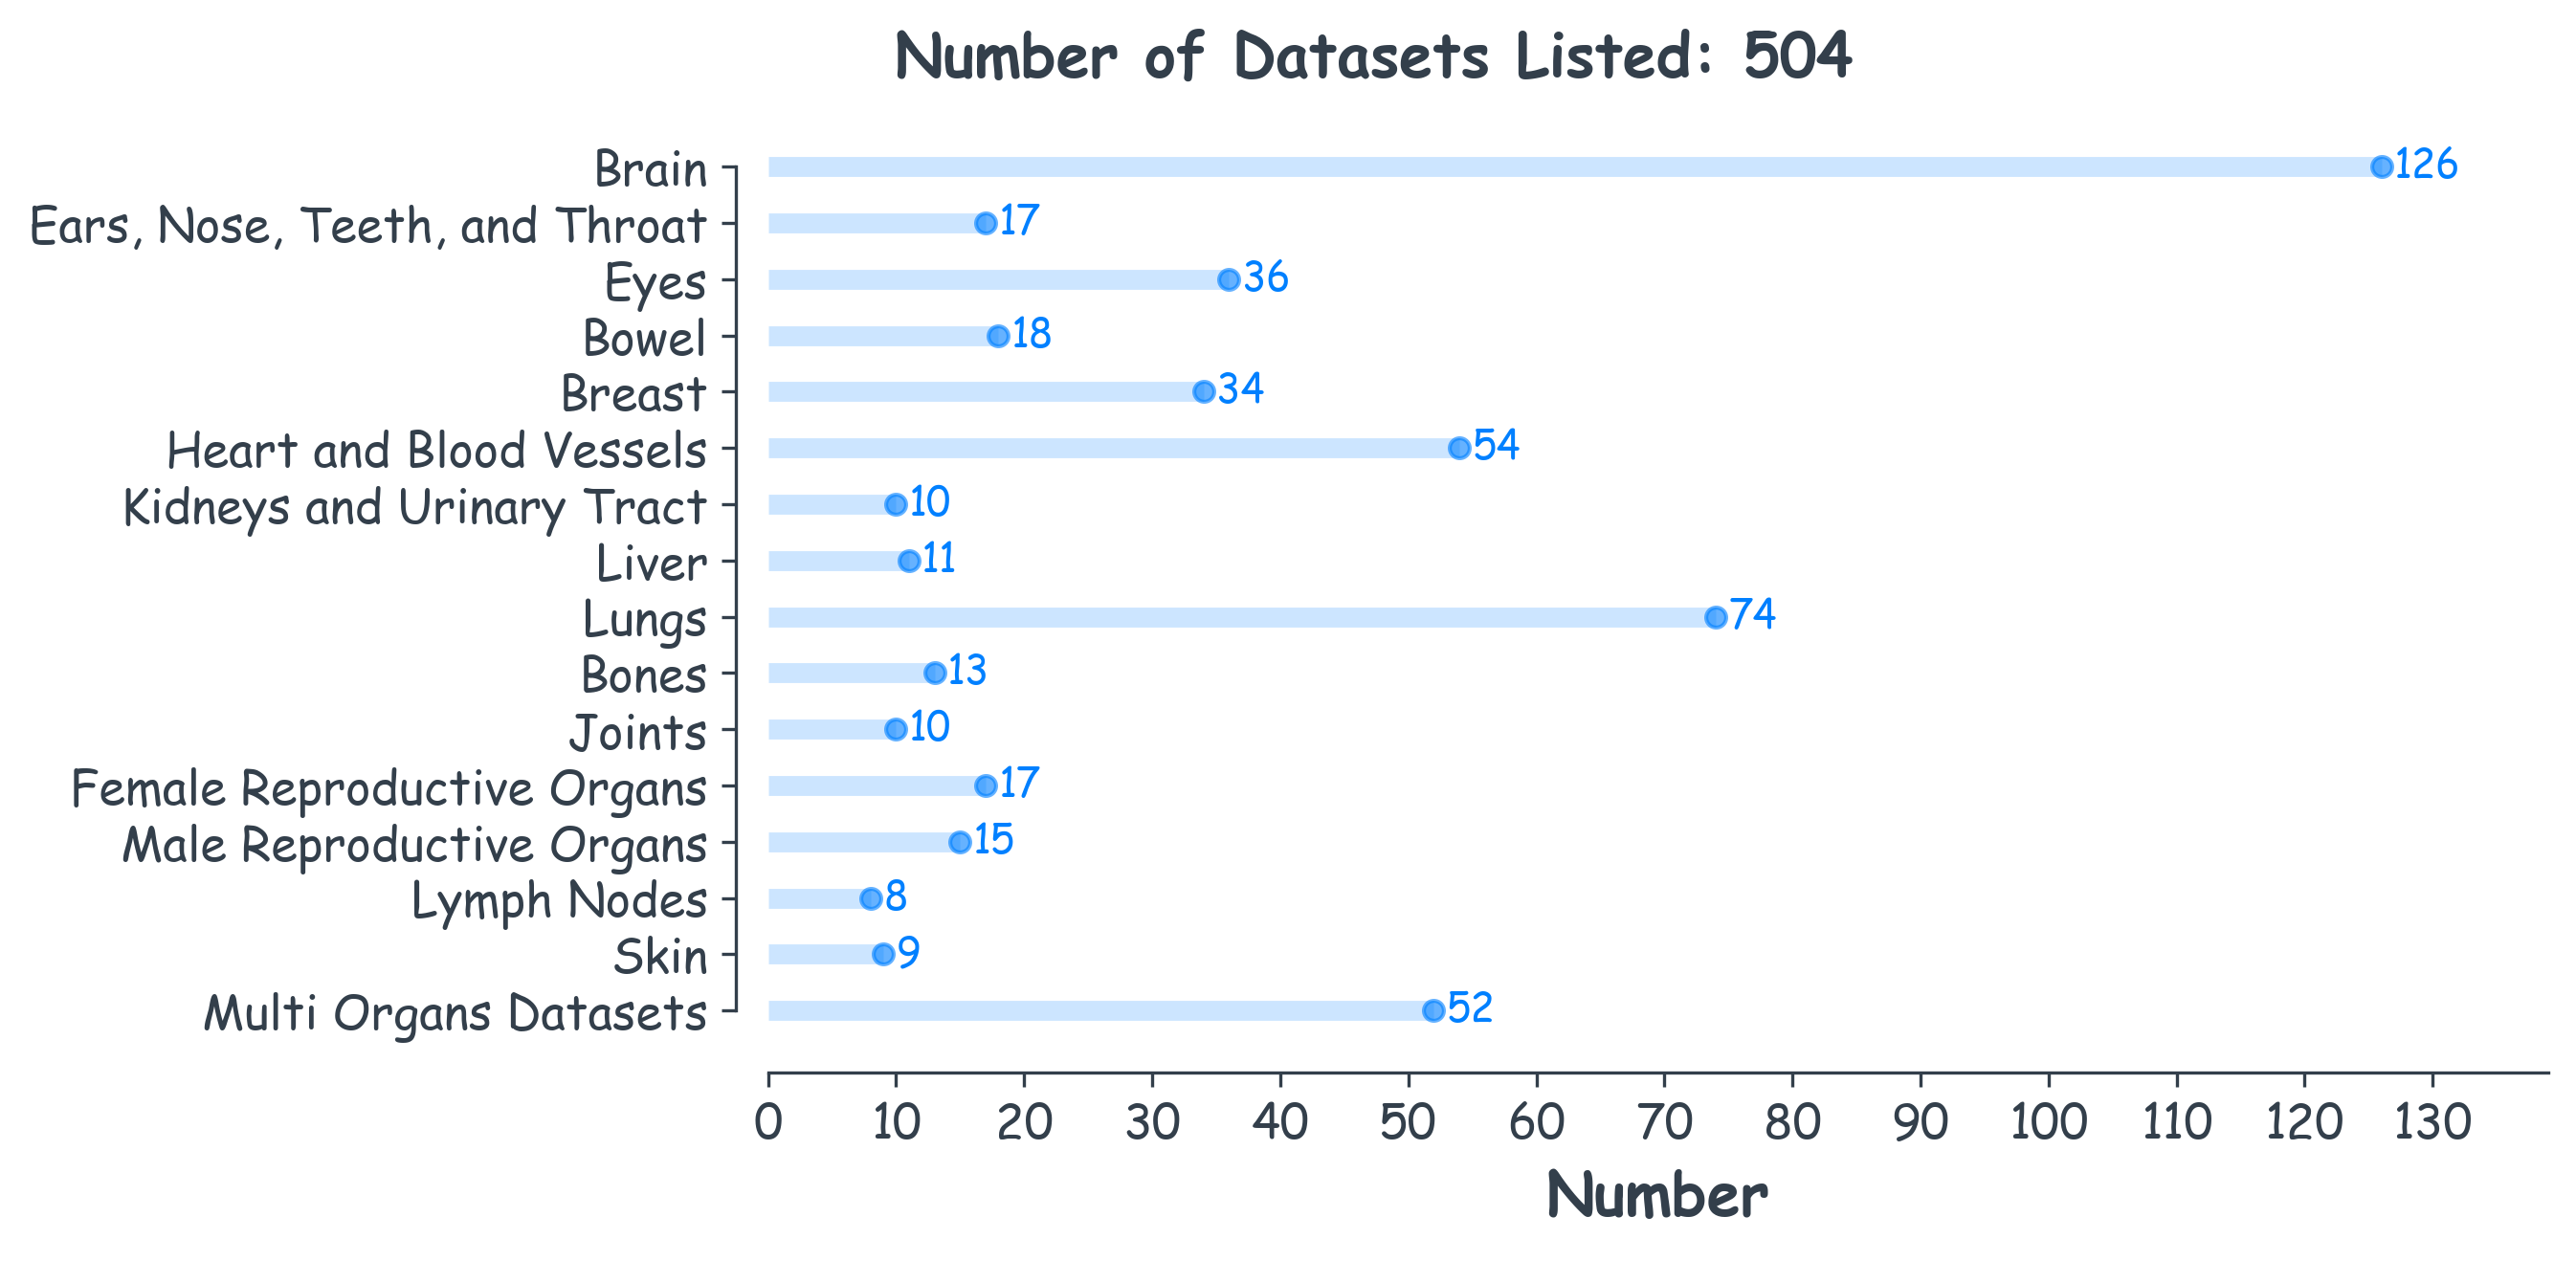 Number of Datasets Listed: 504
Brain 126
Ears, Nose, Teeth, and Throat 17
Eyes 36
Bowel 18
Breast 34
Heart and Blood Vessels 54
Kidneys and Urinary Tract 10
Liver 11
Lungs 74
Bones 13
Joints 10
Female Reproductive Organs 17
Male Reproductive Organs 15
Lymph Nodes 8
Skin 9
Multi Organs Datasets 52
0 10 20 30 40 50 60 70 80 90 100 110 120 130
Number